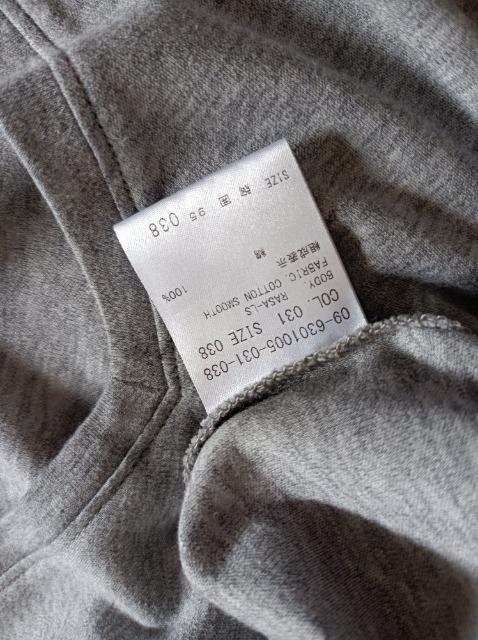 09-6301005-031-038
COL. 031 SIZE 038
BODY. RASA-LS
FABRIC. COTTON SMOOTH
組成表示
綿 100%
SIZE 胸囲 95 038